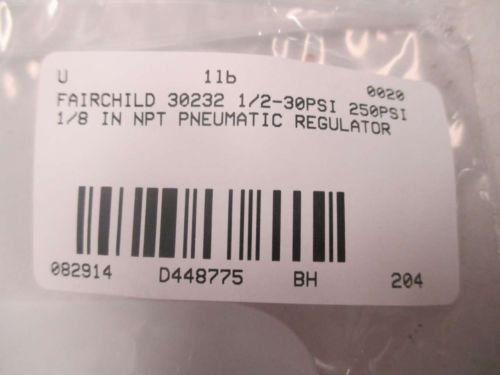 U 1lb 0020
FAIRCHILD 30232 1/2-30PSI 250PSI
1/8 IN NPT PNEUMATIC REGULATOR
082914 D448775 BH 204